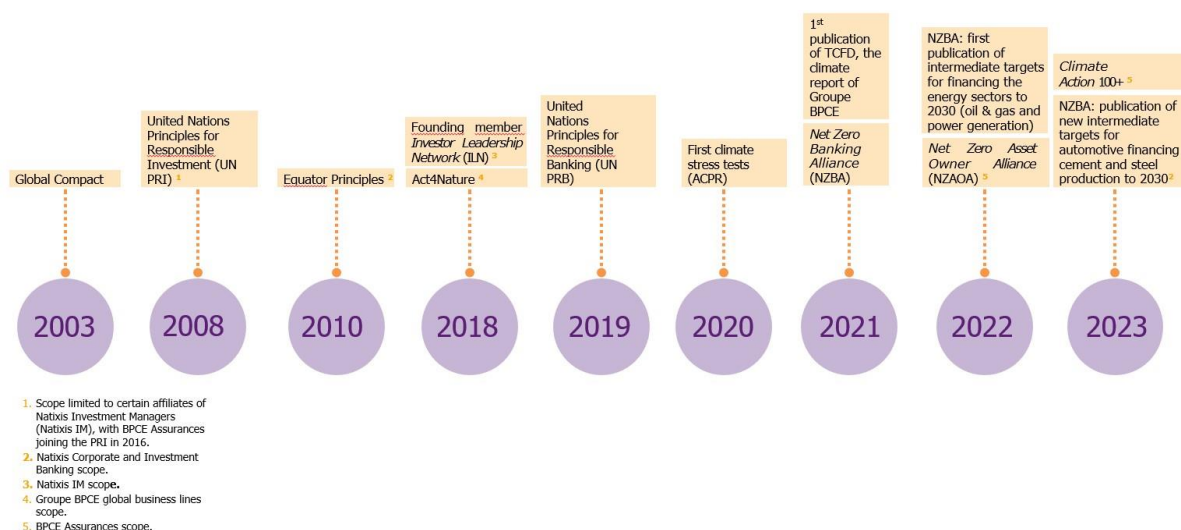 Global Compact
United Nations
Principles for
Responsible
Investment (UN
PRI) 1
Equator Principles 2
Founding member
Investor Leadership
Network (ILN) 3
Act4Nature 4
United
Nations
Principles for
Responsible
Banking (UN
PRB)
First climate
stress tests
(ACPR)
1st
publication
of TCFD, the
climate
report of
Groupe
BPCE
Net Zero
Banking
Alliance
(NZBA)
NZBA: first
publication of
intermediate targets
for financing the
energy sectors to
2030 (oil & gas and
power generation)
Net Zero Asset
Owner Alliance
(NZAOA) 5
Climate
Action 100+ 5
NZBA: publication of
new intermediate
targets for
automotive financing
cement and steel
production to 2030 2
2003
2008
2010
2018
2019
2020
2021
2022
2023
1. Scope limited to certain affiliates of
Natixis Investment Managers
(Natixis IM), with BPCE Assurances
joining the PRI in 2016.
2. Natixis Corporate and Investment
Banking scope.
3. Natixis IM scope.
4. Groupe BPCE global business lines
scope.
5. BPCE Assurances scope.